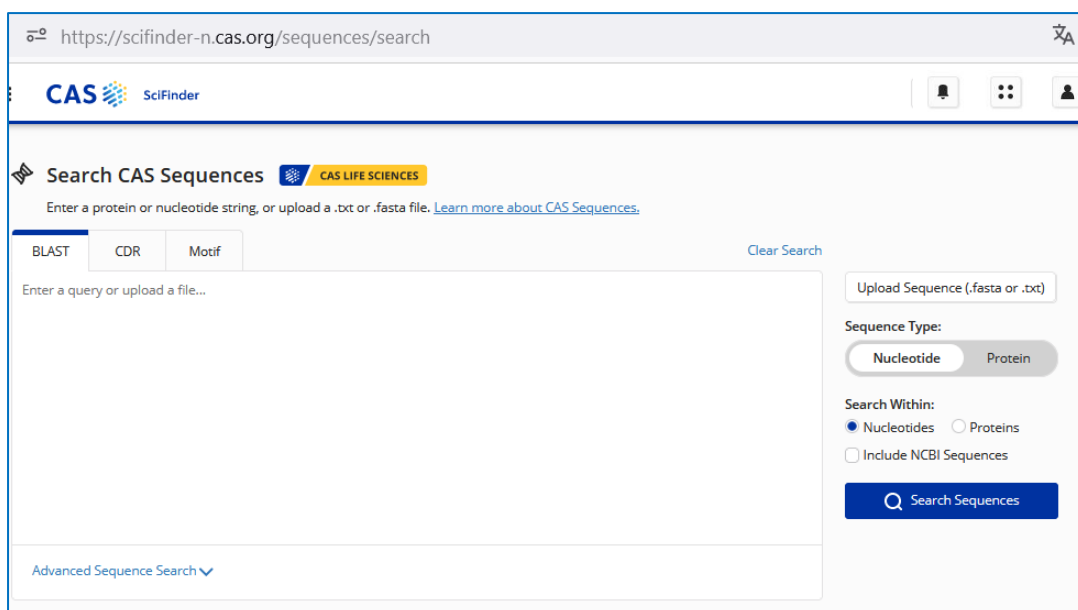 https://scifinder-n.cas.org/sequences/search
CAS SciFinder
Search CAS Sequences CAS LIFE SCIENCES
Enter a protein or nucleotide string, or upload a .txt or .fasta file. Learn more about CAS Sequences.
BLAST CDR Motif Clear Search
Enter a query or upload a file...
Upload Sequence (.fasta or .txt)
Sequence Type:
Nucleotide Protein
Search Within:
Nucleotides Proteins
Include NCBI Sequences
Search Sequences
Advanced Sequence Search